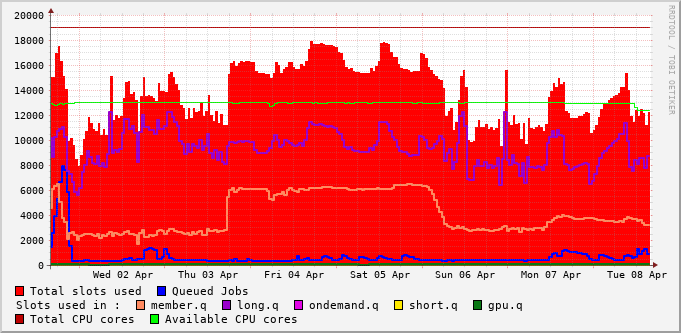 20000
18000
16000
14000
12000
10000
8000
6000
4000
2000
0
Wed 02 Apr Thu 03 Apr Fri 04 Apr Sat 05 Apr Sun 06 Apr Mon 07 Apr Tue 08 Apr
Total slots used Queued Jobs
Slots used in : member.q long.q ondemand.q short.q gpu.q
Total CPU cores Available CPU cores
RRDTOOL / TOBI OETIKER